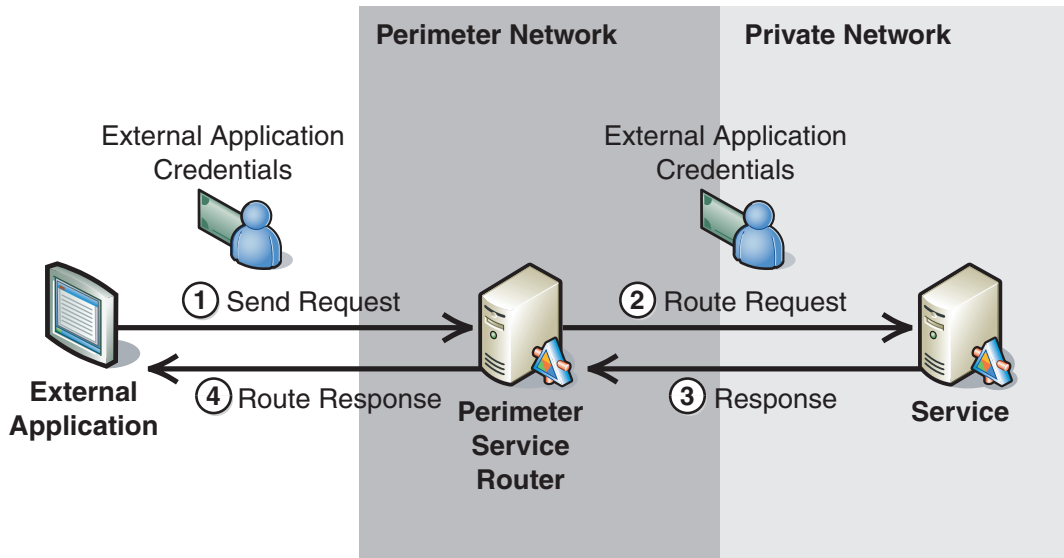 Perimeter Network
Private Network
External Application
Credentials
External Application
Credentials
1 Send Request
2 Route Request
4 Route Response
3 Response
External
Application
Perimeter
Service
Router
Service